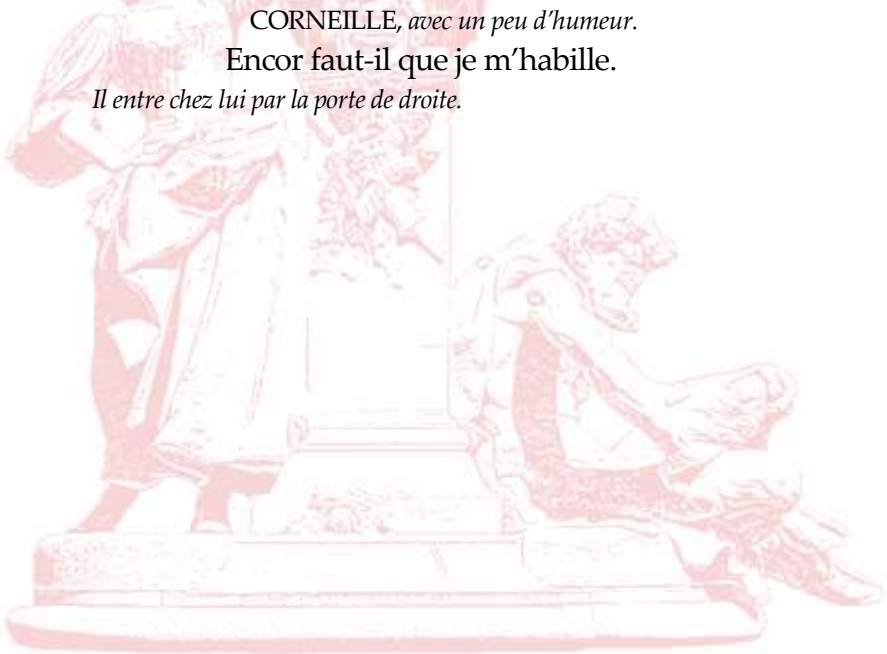 CORNEILLE, avec un peu d’humeur.
Encor faut-il que je m’habille.
Il entre chez lui par la porte de droite.